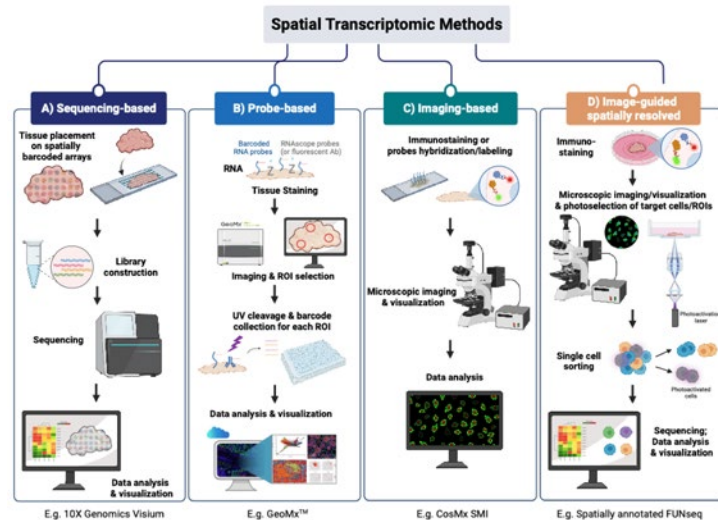 Spatial Transcriptomic Methods
A) Sequencing-based
Tissue placement
on spatially
barcoded arrays
Library
construction
Sequencing
Data analysis
& visualization
E.g. 10X Genomics Visium
B) Probe-based
Barcoded
RNA probes
RNAscope probes
(or fluorescent Ab)
RNA
Tissue Staining
GeoMx
Imaging & ROI selection
UV cleavage & barcode
collection for each ROI
Data analysis & visualization
E.g. GeoMx™
C) Imaging-based
Immunostaining or
probes hybridization/labeling
Microscopic imaging
& visualization
Data analysis
E.g. CosMx SMI
D) Image-guided
spatially resolved
Immuno-
staining
Microscopic imaging/visualization
& photoselection of target cells/ROIs
Photoactivation
laser
Single cell
sorting
Photoactivated
cells
Sequencing;
Data analysis
& visualization
E.g. Spatially annotated FUNseq